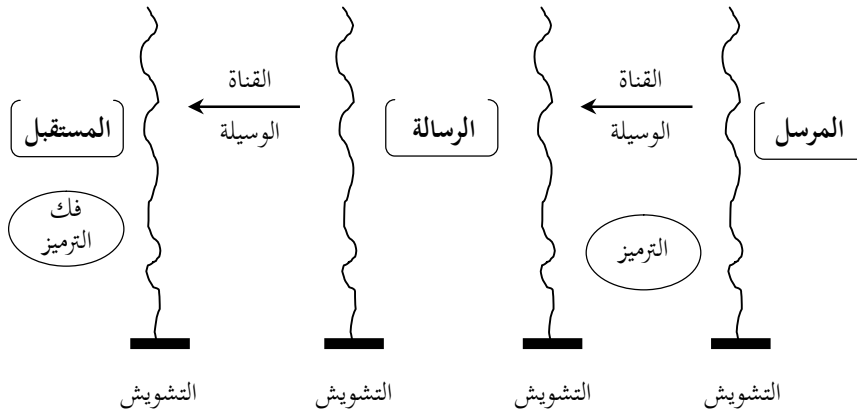 القناة
القناة
المرسل
الوسيلة
الرسالة
الوسيلة
المستقبل
الترميز
فك
الترميز
التشويش
التشويش
التشويش
التشويش